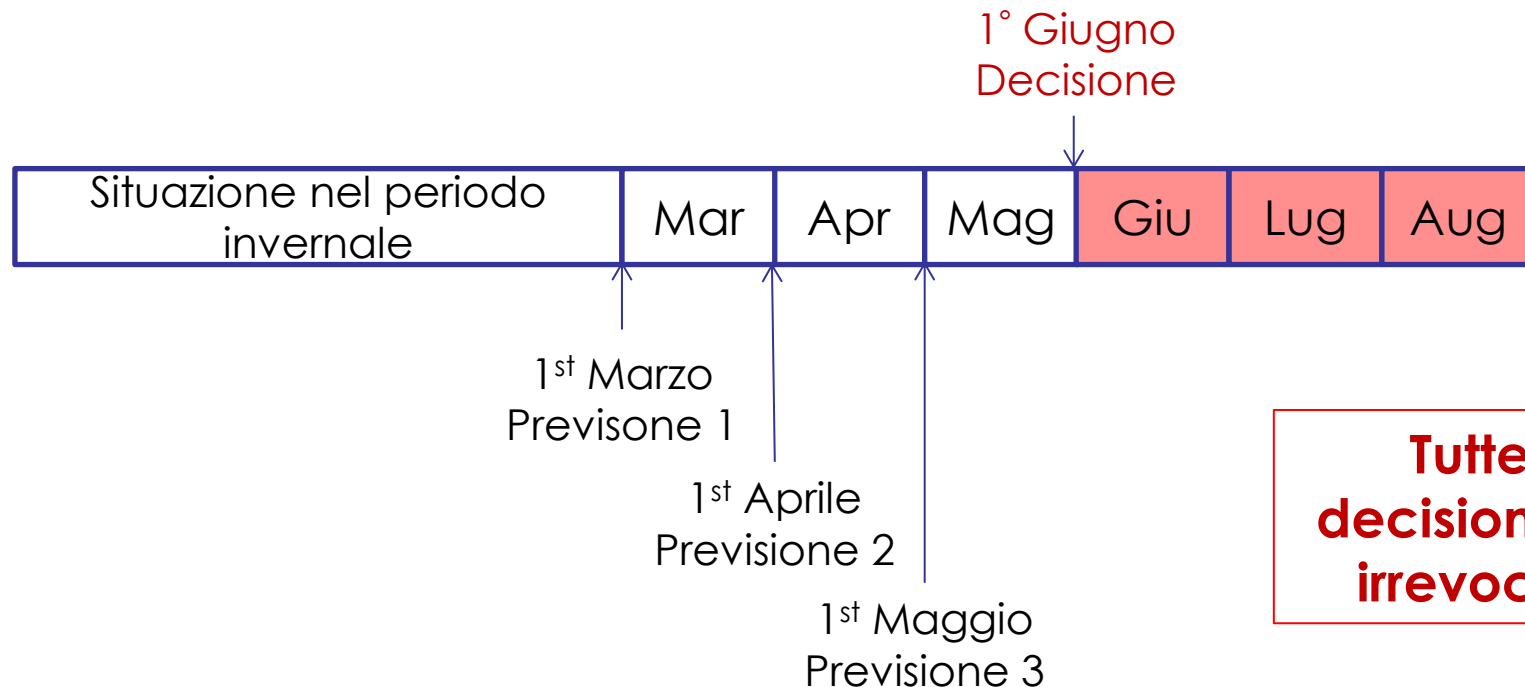 1° Giugno
Decisione
Situazione nel periodo
invernale
Mar
Apr
Mag
Giu
Lug
Aug
1st Marzo
Previsone 1
1st Aprile
Previsione 2
1st Maggio
Previsione 3
Tutte
decision
irrevoc